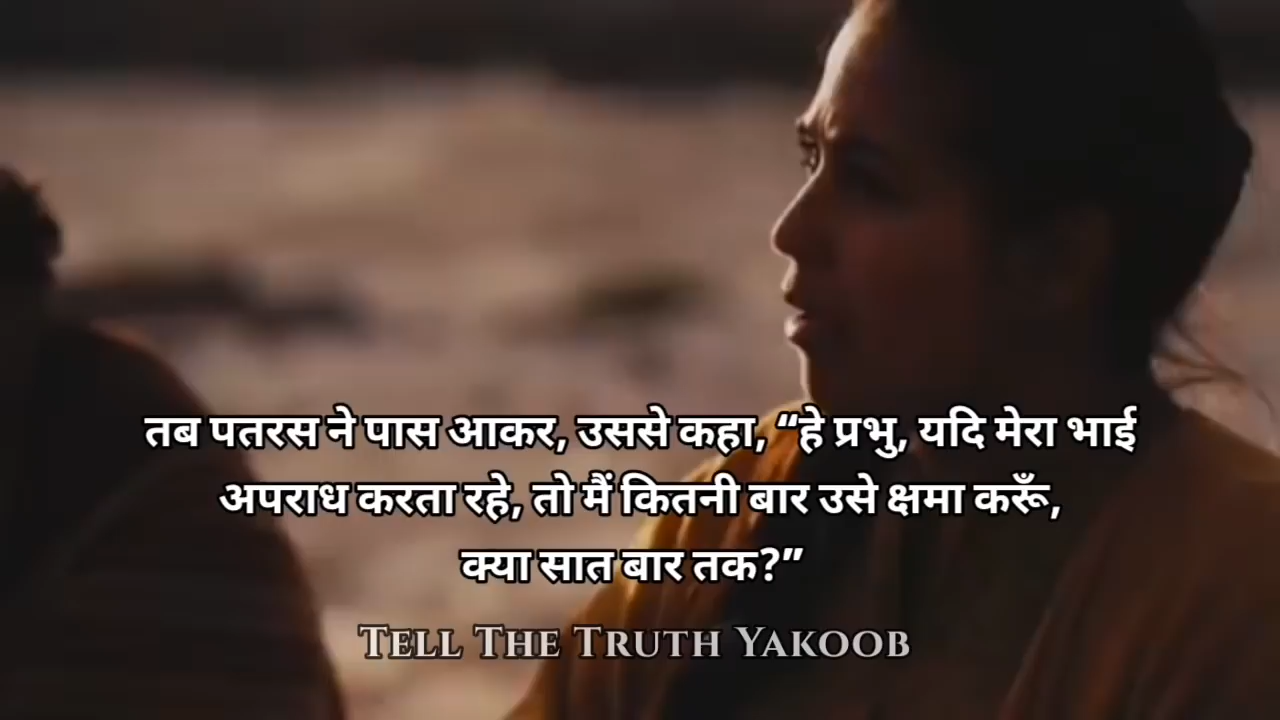 तब पतरस ने पास आकर, उससे कहा, “हे प्रभु, यदि मेरा भाई
अपराध करता रहे, तो मैं कितनी बार उसे क्षमा करूँ,
क्या सात बार तक?”
Tell The Truth Yakoob